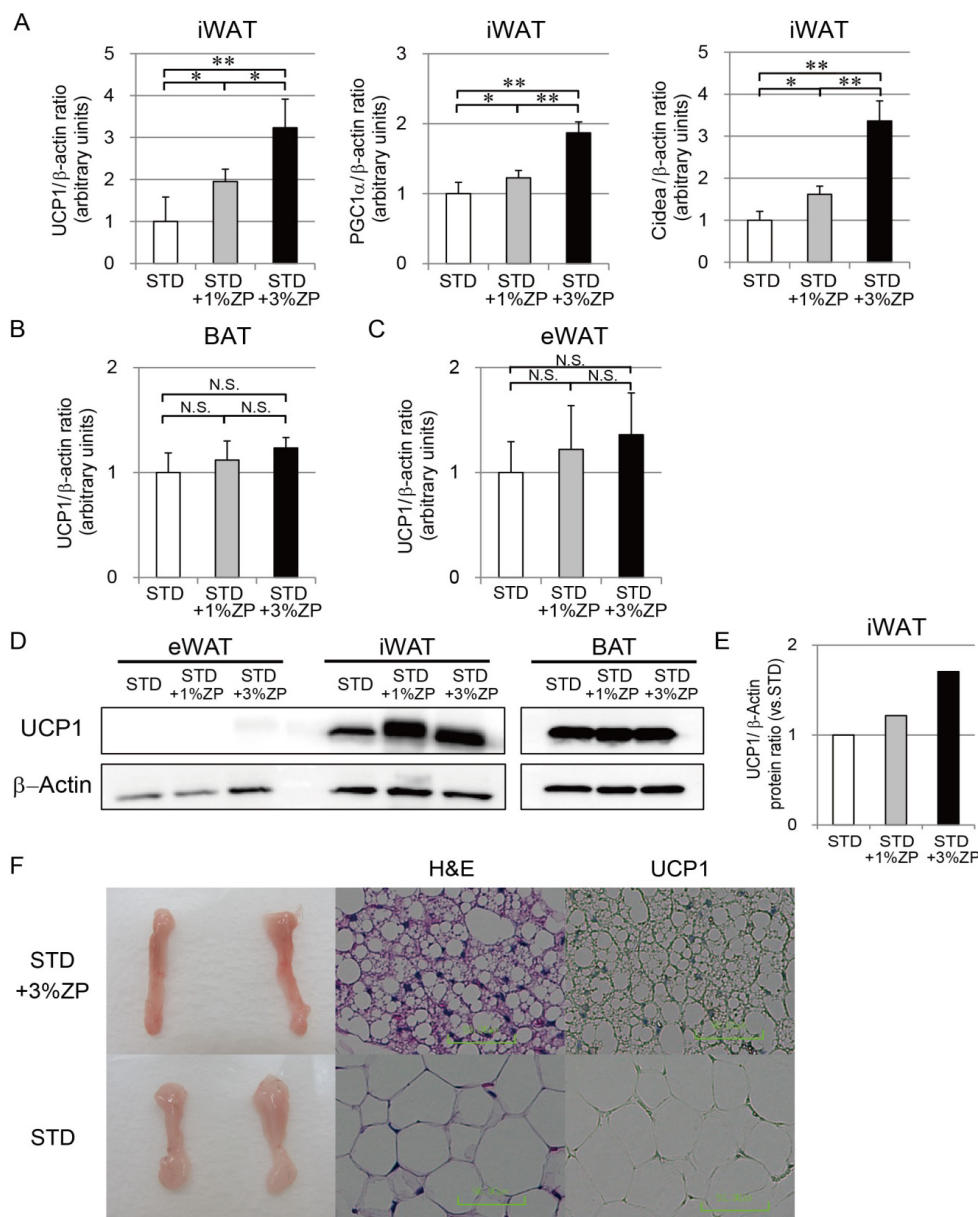 A
iWAT
UCP1/β-actin ratio
(arbitrary uinits)
5
4
3
2
1
0
**
*
*
STD
STD
+1%ZP
STD
+3%ZP
iWAT
PGC1α/β-actin ratio
(arbitrary uinits)
3
2
1
0
**
*
**
STD
STD
+1%ZP
STD
+3%ZP
iWAT
Cidea/β-actin ratio
(arbitrary uinits)
5
4
3
2
1
0
**
*
**
STD
STD
+1%ZP
STD
+3%ZP
B
BAT
UCP1/β-actin ratio
(arbitrary uinits)
2
1
0
N.S.
N.S.
N.S.
STD
STD
+1%ZP
STD
+3%ZP
C
eWAT
UCP1/β-actin ratio
(arbitrary uinits)
2
1
0
N.S.
N.S.
N.S.
STD
STD
+1%ZP
STD
+3%ZP
D
eWAT
iWAT
BAT
STD
STD
+1%ZP
STD
+3%ZP
STD
STD
+1%ZP
STD
+3%ZP
STD
STD
+1%ZP
STD
+3%ZP
UCP1
β–Actin
E
iWAT
UCP1/β-Actin
protein ratio (vs.STD)
2
1
0
STD
STD
+1%ZP
STD
+3%ZP
F
H&E
UCP1
STD
+3%ZP
STD